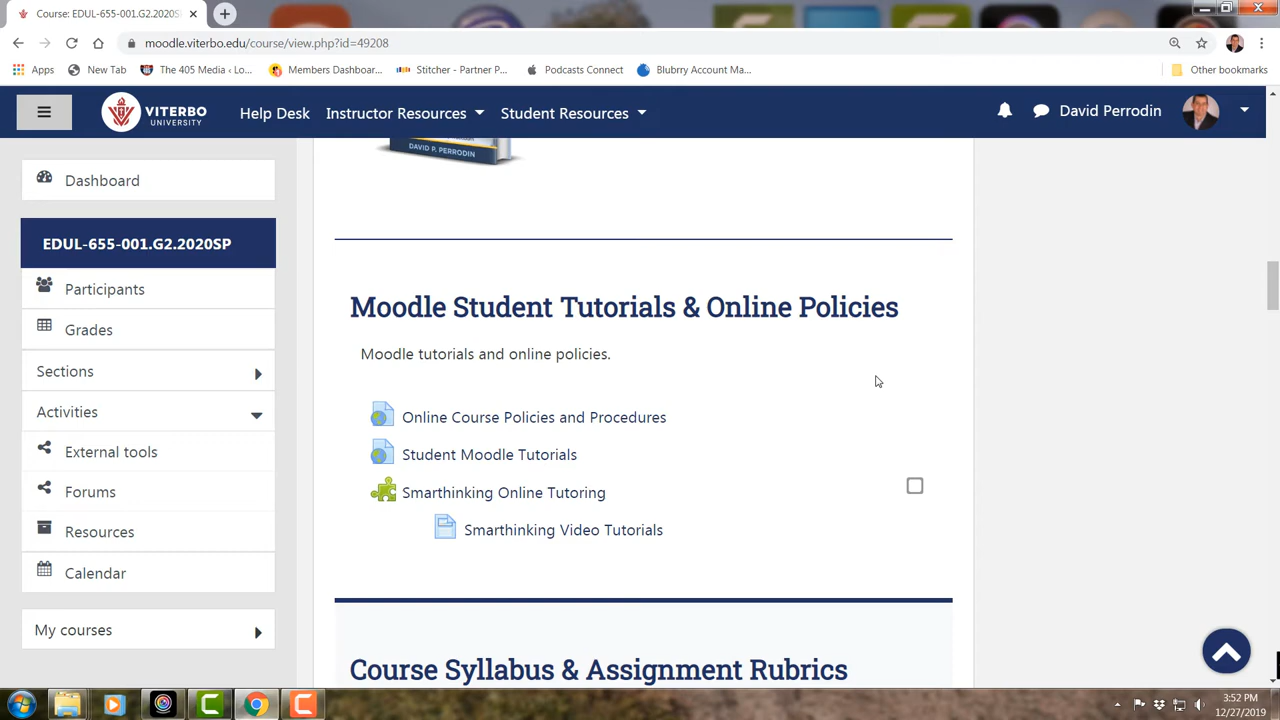 Course: EDUL-655-001.G2.2020S
moodle.viterbo.edu/course/view.php?id=49208
Apps
New Tab
The 405 Media ‹ Lo...
Members Dashboar...
Stitcher - Partner P...
Podcasts Connect
Blubrry Account Ma...
Other bookmarks
VITERBO
UNIVERSITY
Help Desk
Instructor Resources
Student Resources
David Perrodin
DAVID P. PERRODIN
Dashboard
EDUL-655-001.G2.2020SP
Participants
Grades
Sections
Activities
External tools
Forums
Resources
Calendar
My courses
Moodle Student Tutorials & Online Policies
Moodle tutorials and online policies.
Online Course Policies and Procedures
Student Moodle Tutorials
Smarthinking Online Tutoring
Smarthinking Video Tutorials
Course Syllabus & Assignment Rubrics
3:52 PM
12/27/2019